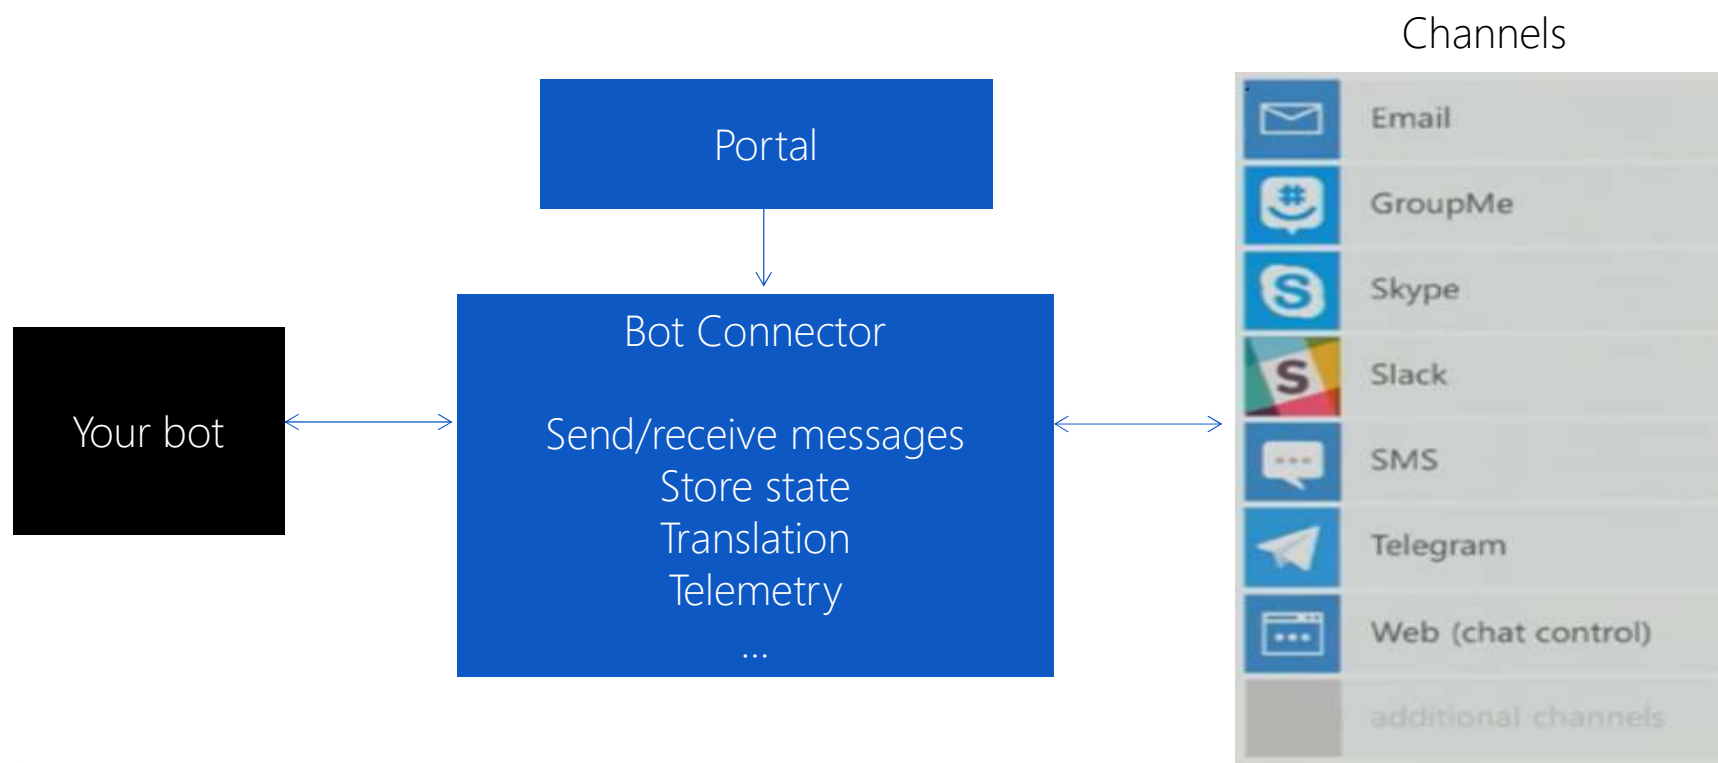 Channels
Portal
Bot Connector
Send/receive messages
Store state
Translation
Telemetry
...
Your bot
Email
GroupMe
Skype
S
Slack
SMS
Telegram
Web (chat control)
additional channels